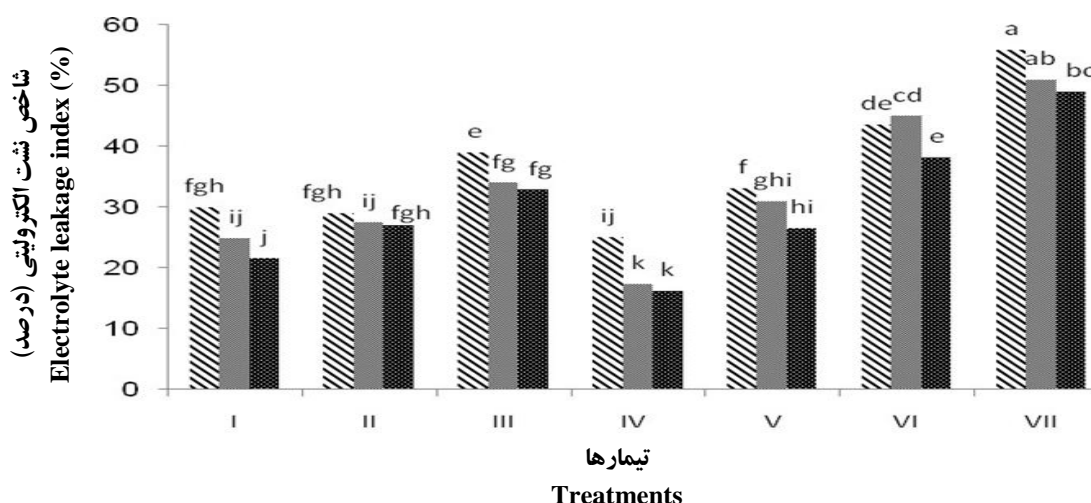 شاخص نشت الکترولیتی (درصد)
Electrolyte leakage index (%)
60
50
40
30
20
10
0
fgh ij j
fgh ij fgh
e fg fg
ij k k
f ghi hi
de cd e
a ab bc
I II III IV V VI VII
تیمارها
Treatments